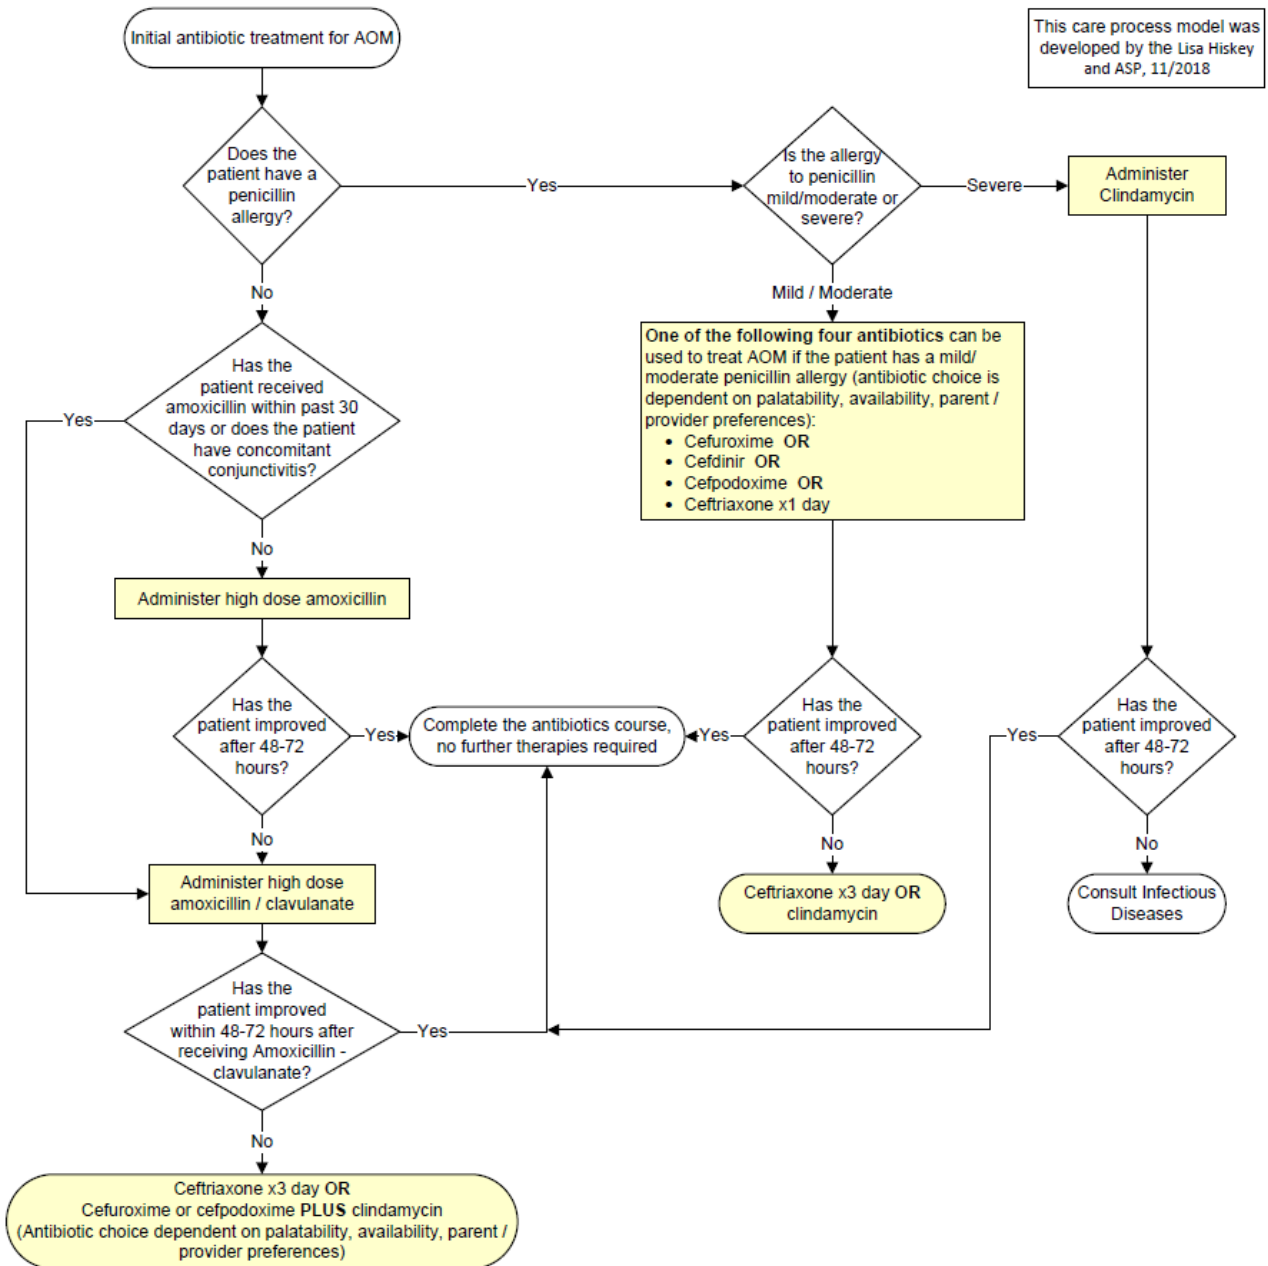 Initial antibiotic treatment for AOM
This care process model was
developed by the Lisa Hiskey
and ASP, 11/2018
Does the
patient have a
penicillin
allergy?
Yes
Is the allergy
to penicillin
mild/moderate or
severe?
Severe
Administer
Clindamycin
No
Mild / Moderate
Has the
patient received
amoxicillin within past 30
days or does the patient
have concomitant
conjunctivitis?
Yes
One of the following four antibiotics can be
used to treat AOM if the patient has a mild/
moderate penicillin allergy (antibiotic choice is
dependent on palatability, availability, parent /
provider preferences):
• Cefuroxime OR
• Cefdinir OR
• Cefpodoxime OR
• Ceftriaxone x1 day
No
Administer high dose amoxicillin
Has the
patient improved
after 48-72
hours?
Yes
Complete the antibiotics course,
no further therapies required
Yes
Has the
patient improved
after 48-72
hours?
Yes
Has the
patient improved
after 48-72
hours?
No
No
No
Administer high dose
amoxicillin / clavulanate
Ceftriaxone x3 day OR
clindamycin
Consult Infectious
Diseases
Has the
patient improved
within 48-72 hours after
receiving Amoxicillin -
clavulanate?
Yes
No
Ceftriaxone x3 day OR
Cefuroxime or cefpodoxime PLUS clindamycin
(Antibiotic choice dependent on palatability, availability, parent /
provider preferences)